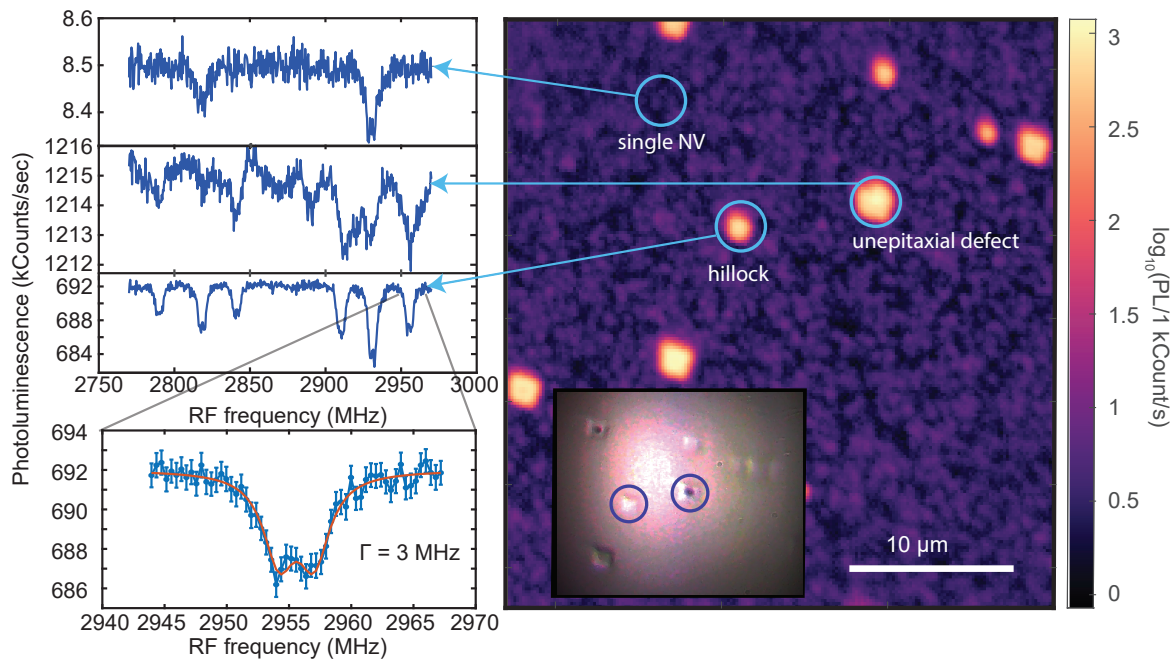 Photoluminescence (kCounts/sec)
8.6
8.5
8.4
1216
1215
1214
1213
1212
692
688
684
2750 2800 2850 2900 2950 3000
RF frequency (MHz)
694
692
690
688
686
Γ = 3 MHz
2940 2945 2950 2955 2960 2965 2970
RF frequency (MHz)
single NV
unepitaxial defect
hillock
10 µm
3
2.5
2
1.5
1
0.5
0
log₁₀(PL/1 kCount/s)